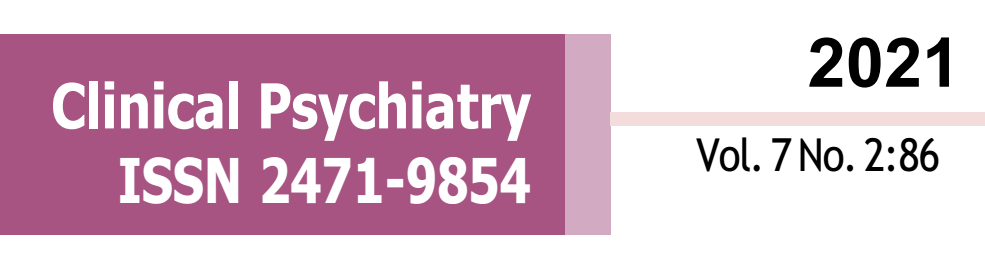 Clinical Psychiatry
ISSN 2471-9854
2021
Vol. 7 No. 2:86